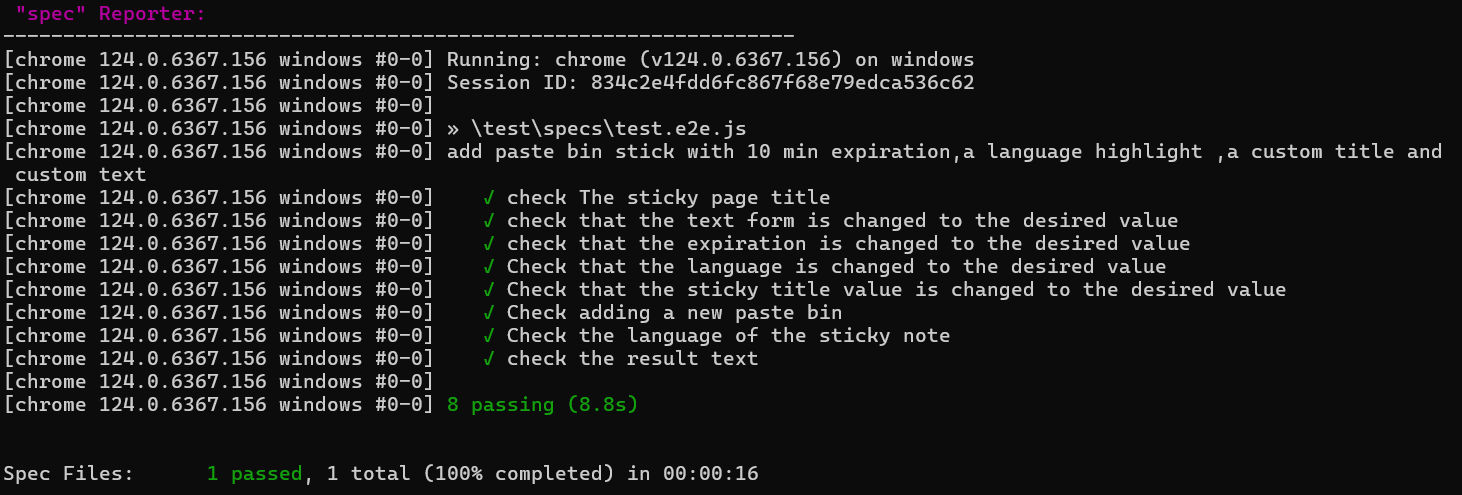 "spec" Reporter:
------------------------------------------------------------------
[chrome 124.0.6367.156 windows #0-0] Running: chrome (v124.0.6367.156) on windows
[chrome 124.0.6367.156 windows #0-0] Session ID: 834c2e4fdd6fc867f68e79edca536c62
[chrome 124.0.6367.156 windows #0-0]
[chrome 124.0.6367.156 windows #0-0] » \test\specs\test.e2e.js
[chrome 124.0.6367.156 windows #0-0] add paste bin stick with 10 min expiration,a language highlight ,a custom title and
 custom text
[chrome 124.0.6367.156 windows #0-0]    ✓ check The sticky page title
[chrome 124.0.6367.156 windows #0-0]    ✓ check that the text form is changed to the desired value
[chrome 124.0.6367.156 windows #0-0]    ✓ check that the expiration is changed to the desired value
[chrome 124.0.6367.156 windows #0-0]    ✓ Check that the language is changed to the desired value
[chrome 124.0.6367.156 windows #0-0]    ✓ Check that the sticky title value is changed to the desired value
[chrome 124.0.6367.156 windows #0-0]    ✓ Check adding a new paste bin
[chrome 124.0.6367.156 windows #0-0]    ✓ Check the language of the sticky note
[chrome 124.0.6367.156 windows #0-0]    ✓ check the result text
[chrome 124.0.6367.156 windows #0-0]
[chrome 124.0.6367.156 windows #0-0] 8 passing (8.8s)
Spec Files:      1 passed, 1 total (100% completed) in 00:00:16